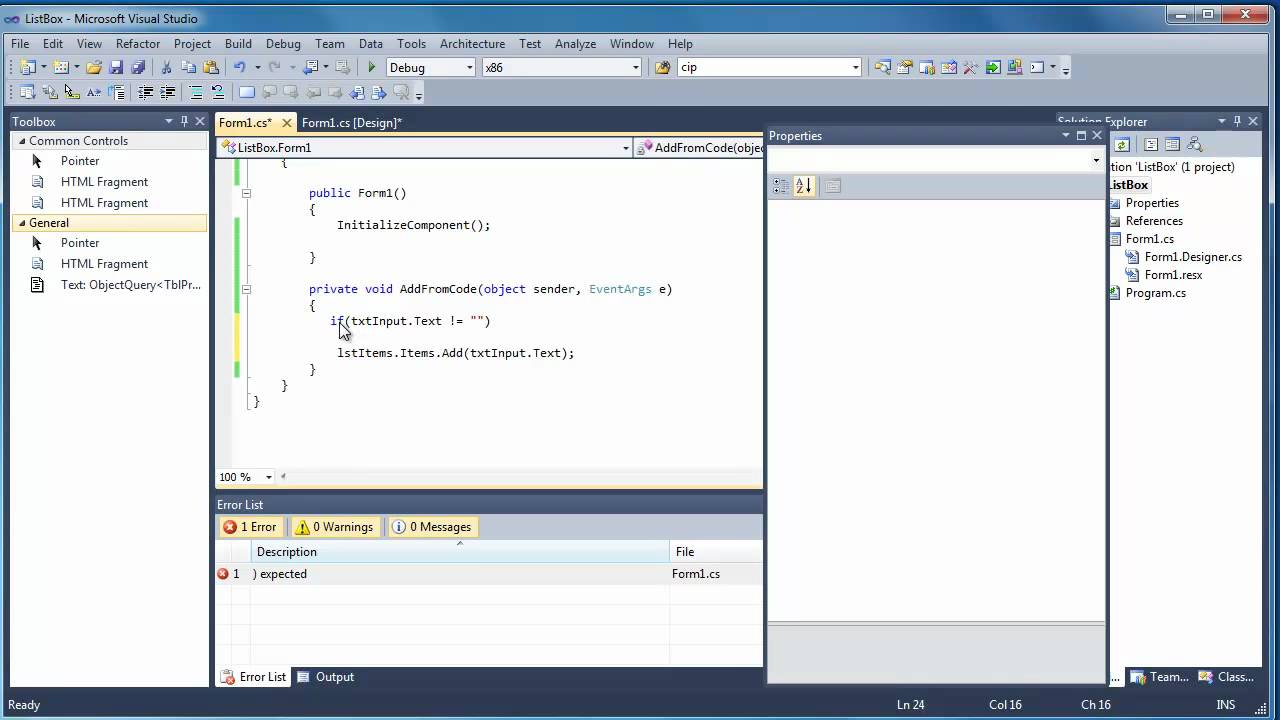 ListBox - Microsoft Visual Studio
File Edit View Refactor Project Build Debug Team Data Tools Architecture Test Analyze Window Help
Debug x86 cip
Toolbox
Common Controls
Pointer
HTML Fragment
HTML Fragment
General
Pointer
HTML Fragment
Text: ObjectQuery<TblPr...
Form1.cs* Form1.cs [Design]*
ListBox.Form1 AddFromCode(objec
{
public Form1()
{
InitializeComponent();
}
private void AddFromCode(object sender, EventArgs e)
{
if(txtInput.Text != "")
lstItems.Items.Add(txtInput.Text);
}
}
}
100 %
Error List
1 Error 0 Warnings 0 Messages
Description File
1 ) expected Form1.cs
Error List Output
Properties
Solution Explorer
tion 'ListBox' (1 project)
ListBox
Properties
References
Form1.cs
Form1.Designer.cs
Form1.resx
Program.cs
... Team... Class...
Ready Ln 24 Col 16 Ch 16 INS